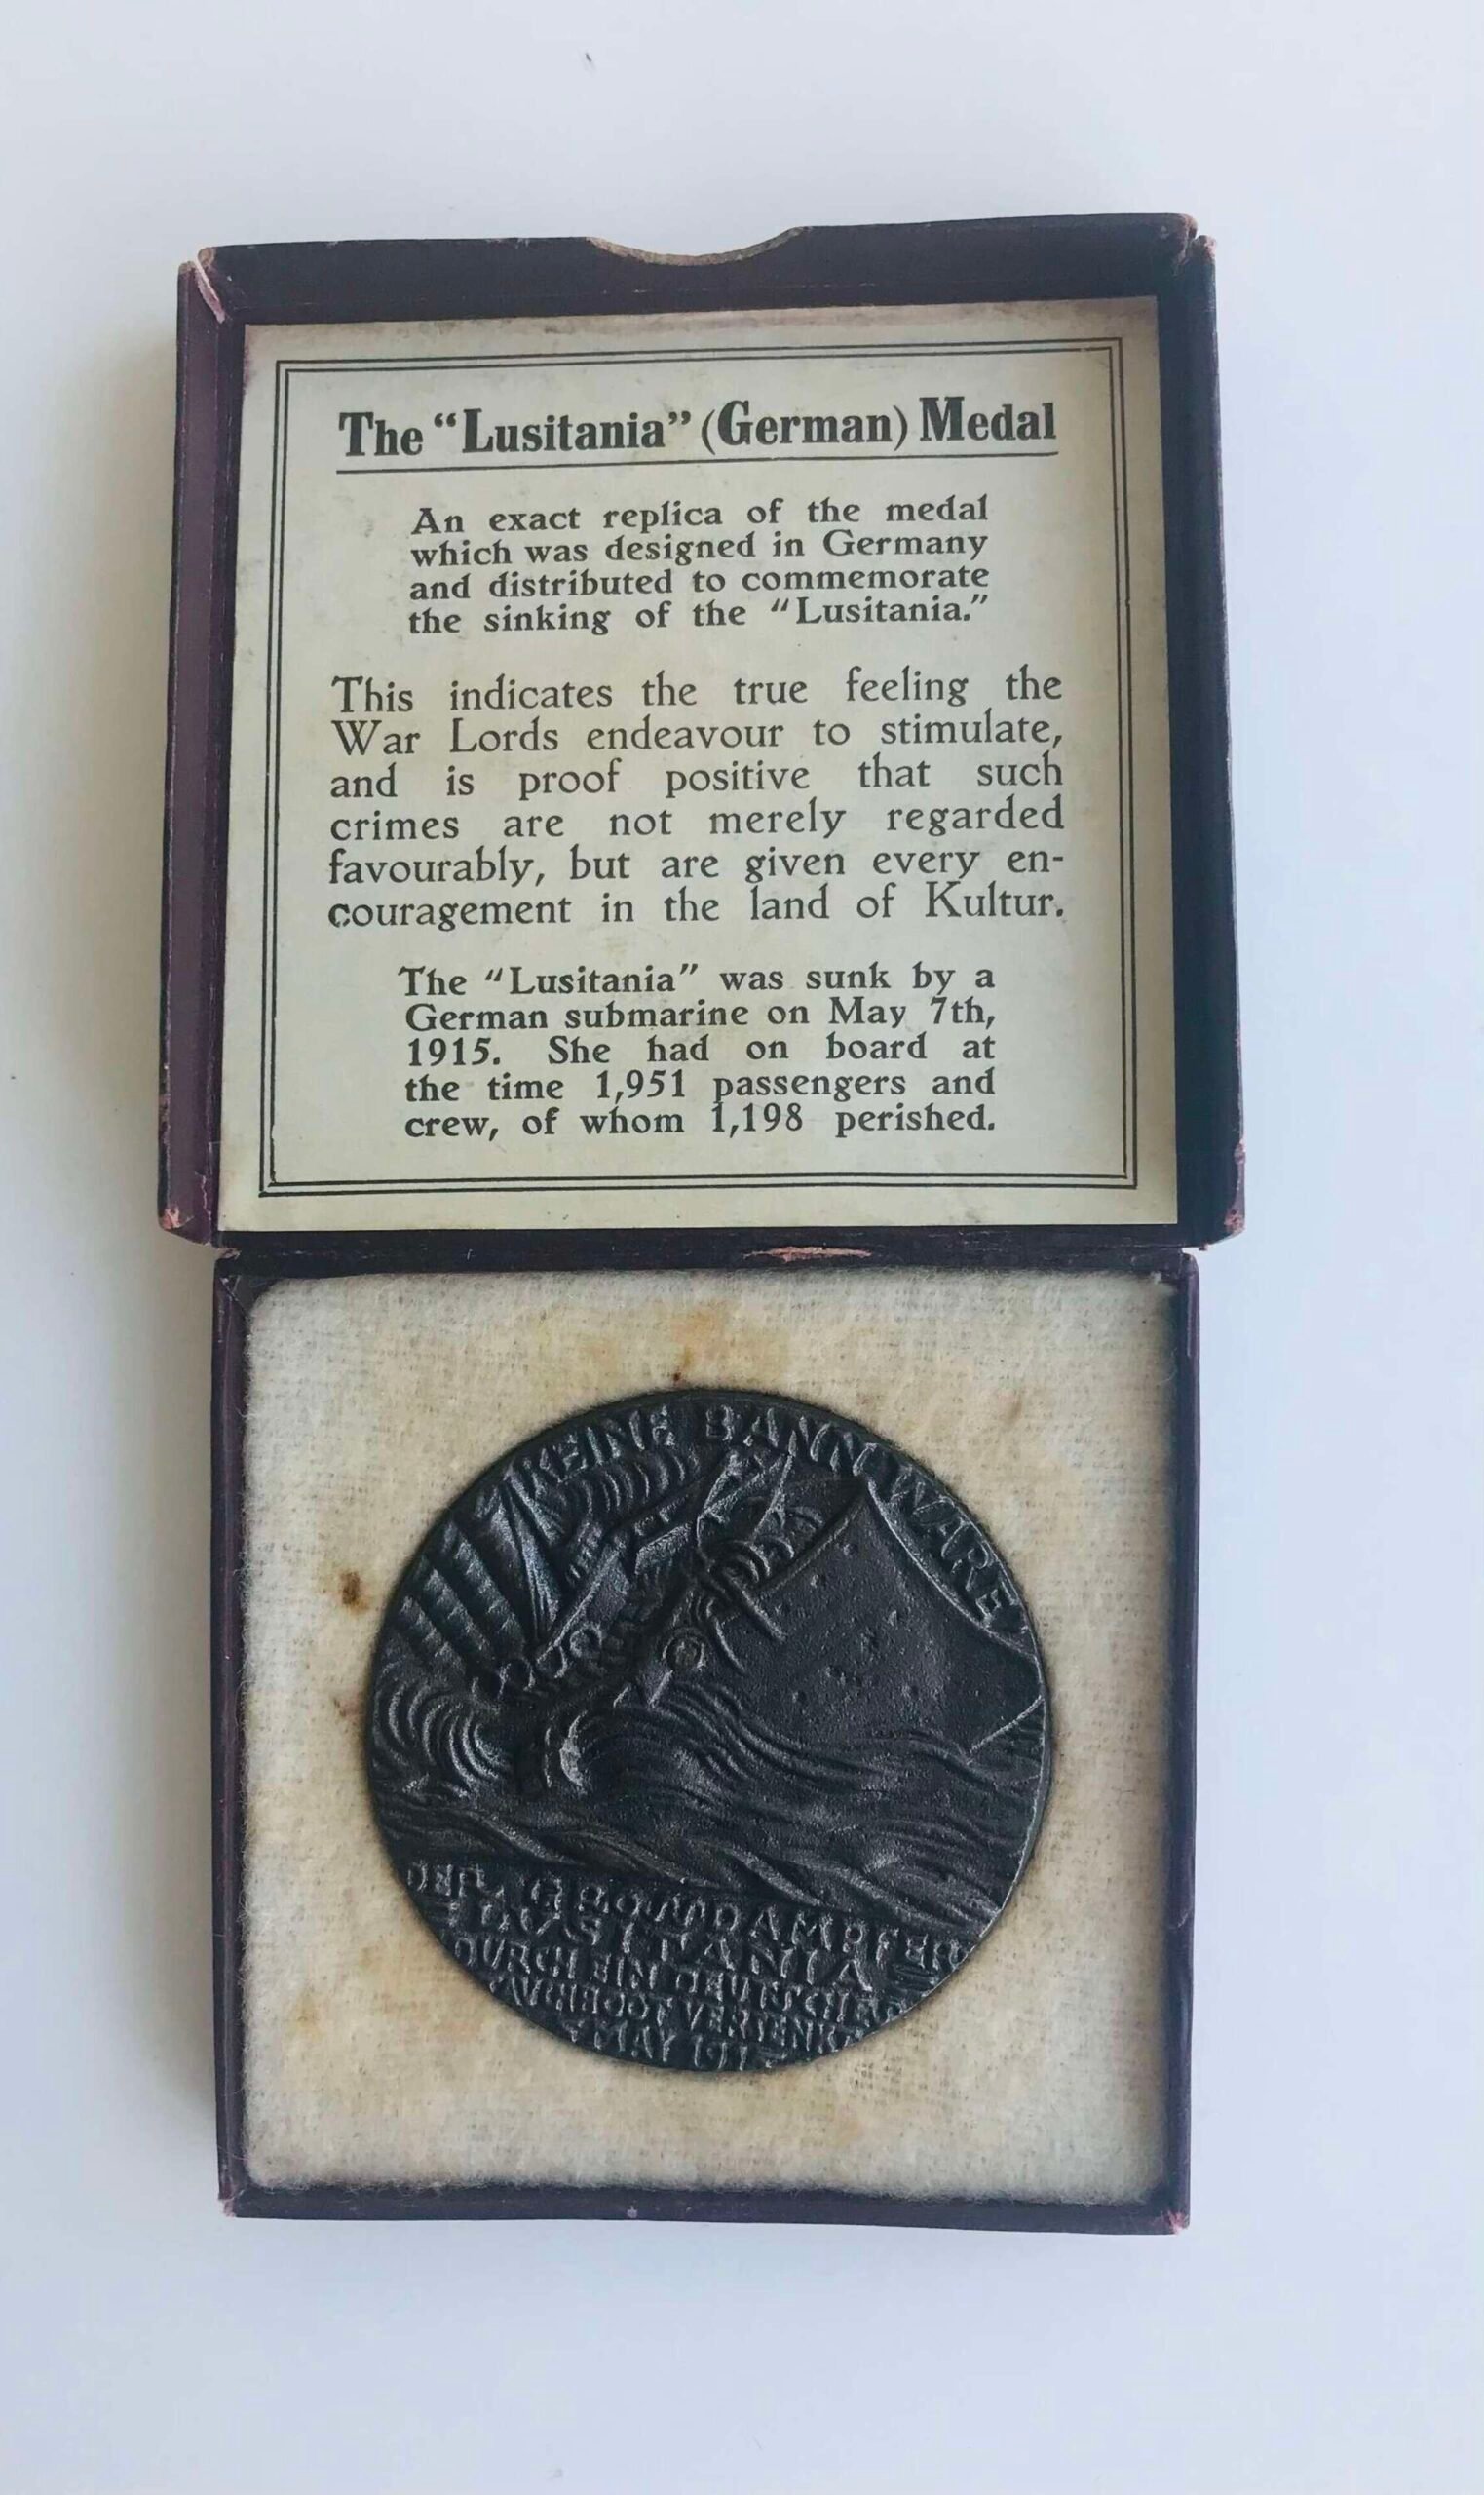 The “Lusitania” (German) Medal
An exact replica of the medal
which was designed in Germany
and distributed to commemorate
the sinking of the “Lusitania.”
This indicates the true feeling the
War Lords endeavour to stimulate,
and is proof positive that such
crimes are not merely regarded
favourably, but are given every en-
couragement in the land of Kultur.
The “Lusitania” was sunk by a
German submarine on May 7th,
1915. She had on board at
the time 1,951 passengers and
crew, of whom 1,198 perished.
KEINE BANNWARE
DER GROSSDAMPFER
LUSITANIA
DURCH EIN DEUTSCHES
TAUCHBOOT VERSENKT
MAY